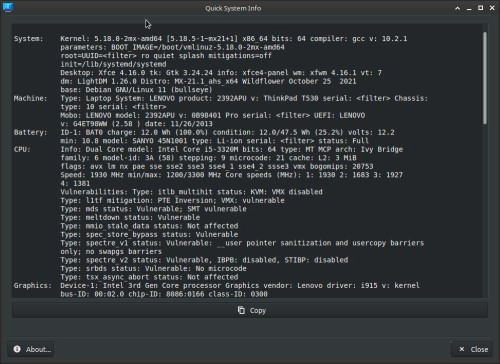 Quick System Info
System: Kernel: 5.18.0-2mx-amd64 [5.18.5-1~mx21+1] x86_64 bits: 64 compiler: gcc v: 10.2.1
parameters: BOOT_IMAGE=/boot/vmlinuz-5.18.0-2mx-amd64
root=UUID=<filter> ro quiet splash mitigations=off
init=/lib/systemd/systemd
Desktop: Xfce 4.16.0 tk: Gtk 3.24.24 info: xfce4-panel wm: xfwm 4.16.1 vt: 7
dm: LightDM 1.26.0 Distro: MX-21.1_ahs_x64 Wildflower October 25  2021
base: Debian GNU/Linux 11 (bullseye)
Machine: Type: Laptop System: LENOVO product: 2392APU v: ThinkPad T530 serial: <filter> Chassis:
type: 10 serial: <filter>
Mobo: LENOVO model: 2392APU v: 0B98401 Pro serial: <filter> UEFI: LENOVO
v: G4ET98WW (2.58 ) date: 11/26/2013
Battery: ID-1: BAT0 charge: 12.0 Wh (100.0%) condition: 12.0/47.5 Wh (25.2%) volts: 12.2
min: 10.8 model: SANYO 45N1001 type: Li-ion serial: <filter> status: Full
CPU: Info: Dual Core model: Intel Core i5-3320M bits: 64 type: MT MCP arch: Ivy Bridge
family: 6 model-id: 3A (58) stepping: 9 microcode: 21 cache: L2: 3 MiB
flags: avx lm nx pae sse sse2 sse3 sse4_1 sse4_2 ssse3 vmx bogomips: 20753
Speed: 1930 MHz min/max: 1200/3300 MHz Core speeds (MHz): 1: 1930 2: 1683 3: 1927
4: 1381
Vulnerabilities: Type: itlb_multihit status: KVM: VMX disabled
Type: l1tf mitigation: PTE Inversion; VMX: vulnerable
Type: mds status: Vulnerable; SMT vulnerable
Type: meltdown status: Vulnerable
Type: mmio_stale_data status: Not affected
Type: spec_store_bypass status: Vulnerable
Type: spectre_v1 status: Vulnerable: __user pointer sanitization and usercopy barriers
only; no swapgs barriers
Type: spectre_v2 status: Vulnerable, IBPB: disabled, STIBP: disabled
Type: srbds status: Vulnerable: No microcode
Type: tsx_async_abort status: Not affected
Graphics: Device-1: Intel 3rd Gen Core processor Graphics vendor: Lenovo driver: i915 v: kernel
bus-ID: 00:02.0 chip-ID: 8086:0166 class-ID: 0300
Copy
About...
Close